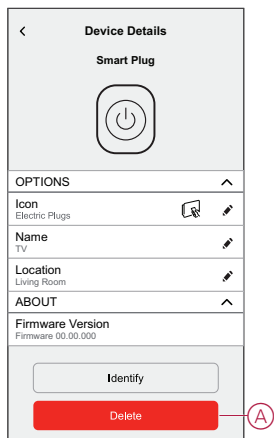 Device Details
Smart Plug
OPTIONS
Icon
Electric Plugs
Name
TV
Location
Living Room
ABOUT
Firmware Version
Firmware 00.00.000
Identify
Delete
A